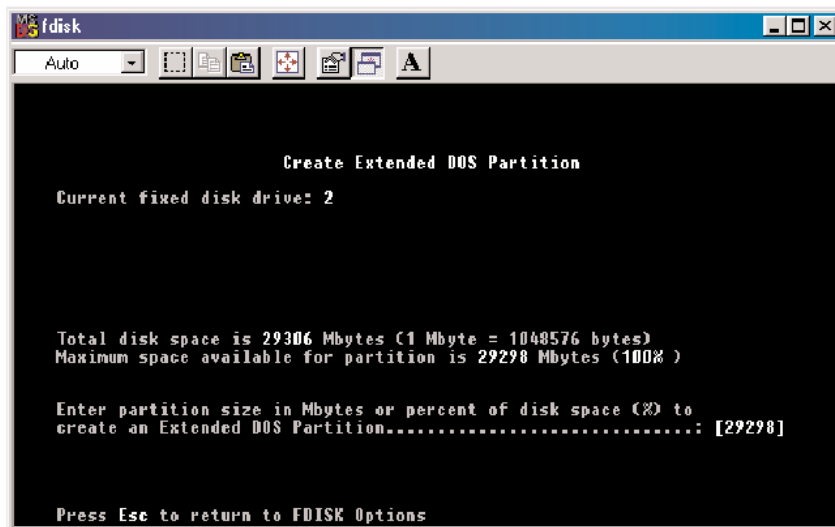 MS DOS fdisk
Auto A
Create Extended DOS Partition
Current fixed disk drive: 2
Total disk space is 29306 Mbytes (1 Mbyte = 1048576 bytes)
Maximum space available for partition is 29298 Mbytes (100% )
Enter partition size in Mbytes or percent of disk space (%) to
create an Extended DOS Partition..............................: [29298]
Press Esc to return to FDISK Options